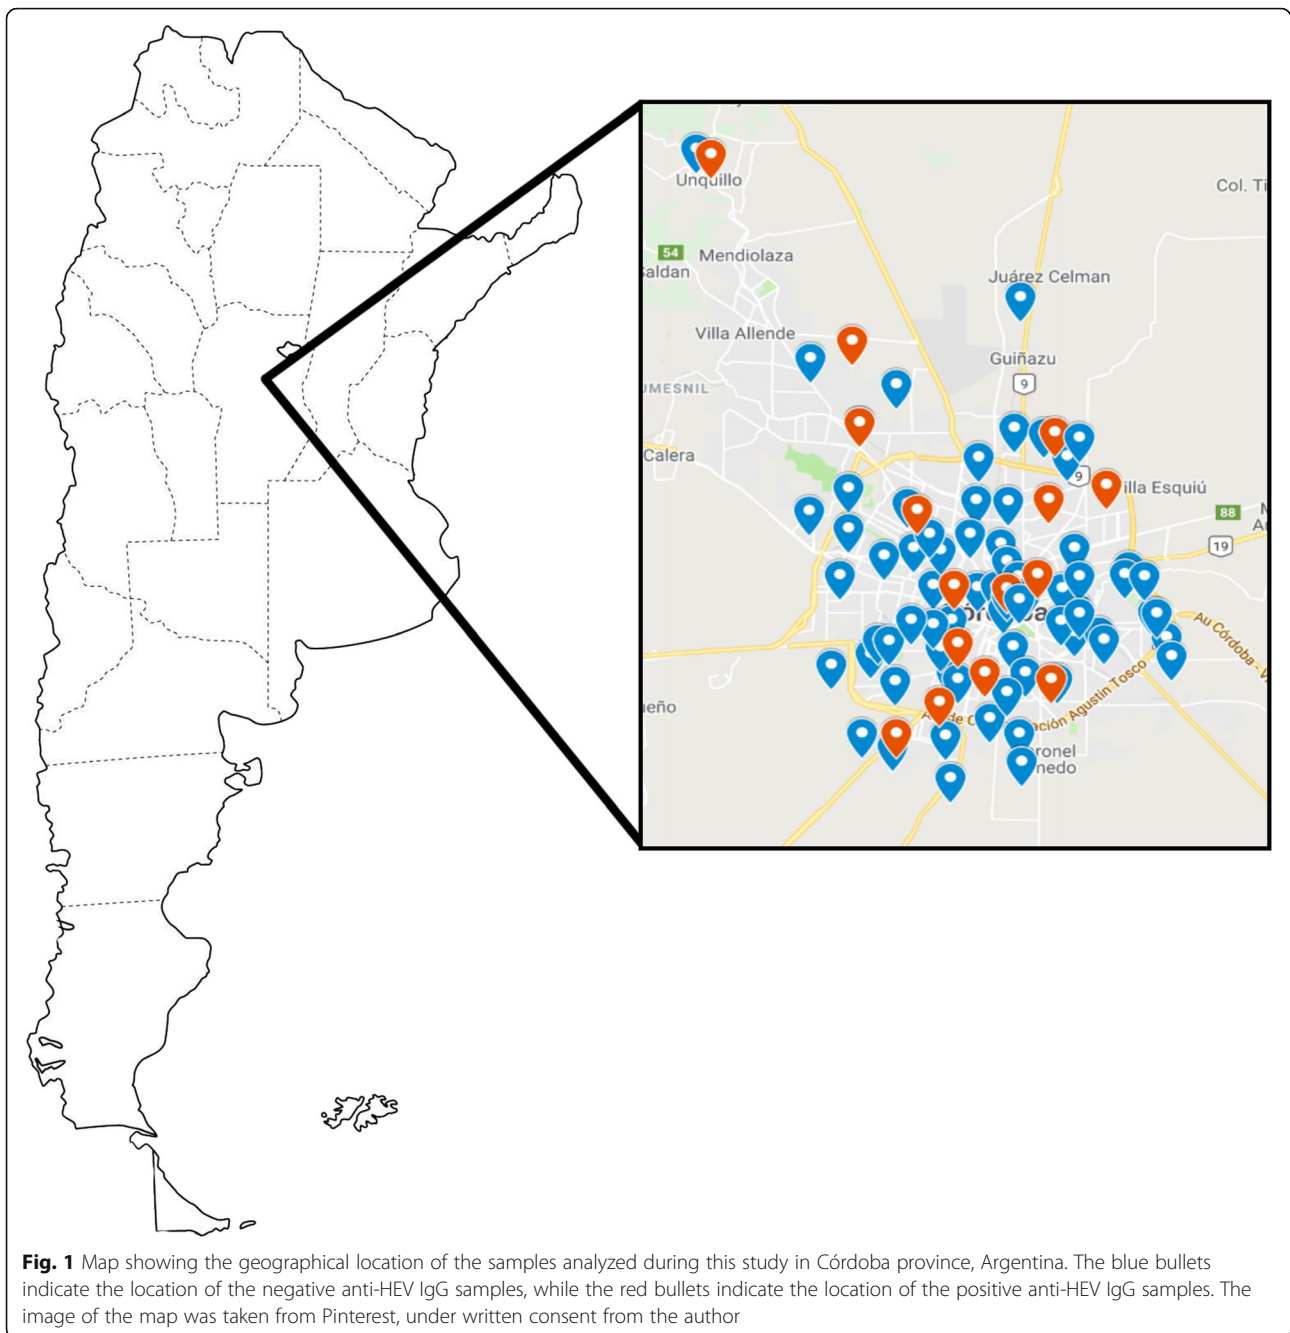 Unquillo
Col. Ti
54
Mendiolaza
Saldan
Juárez Celman
Villa Allende
Guiñazu
UMESNIL
9
Calera
9
illa Esquiú
88
19
Au Córdoba - V
eño
ación Agustín Tosco
oronel
medo
Fig. 1 Map showing the geographical location of the samples analyzed during this study in Córdoba province, Argentina. The blue bullets
indicate the location of the negative anti-HEV IgG samples, while the red bullets indicate the location of the positive anti-HEV IgG samples. The
image of the map was taken from Pinterest, under written consent from the author